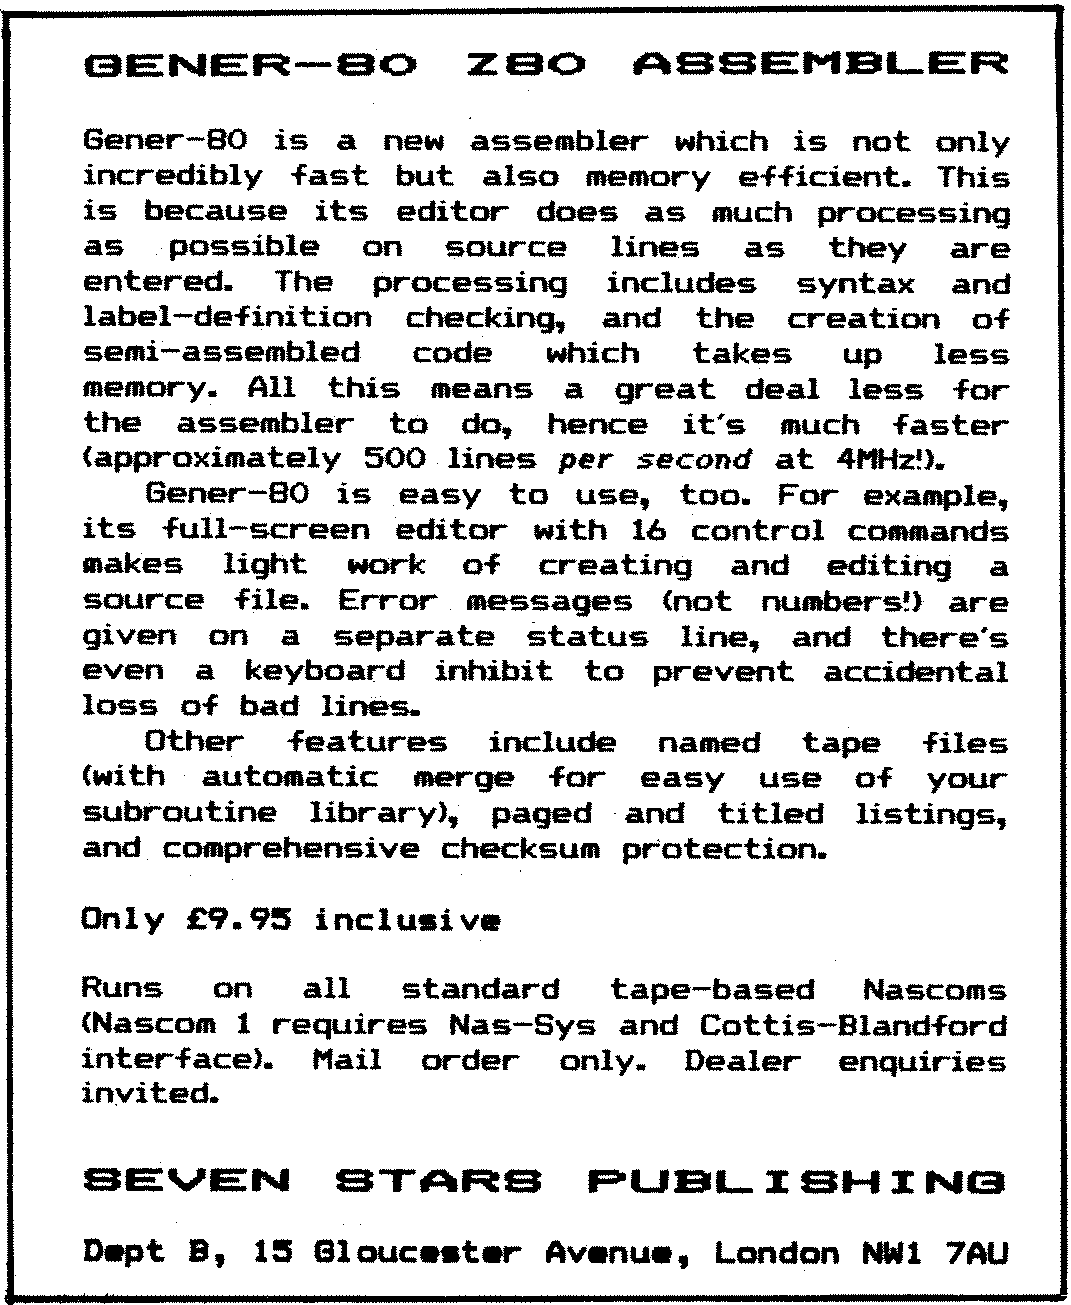 GENER-80 Z80 ASSEMBLER
Gener-80 is a new assembler which is not only
incredibly fast but also memory efficient. This
is because its editor does as much processing
as possible on source lines as they are
entered. The processing includes syntax and
label-definition checking, and the creation of
semi-assembled code which takes up less
memory. All this means a great deal less for
the assembler to do, hence it's much faster
(approximately 500 lines per second at 4MHz!).
Gener-80 is easy to use, too. For example,
its full-screen editor with 16 control commands
makes light work of creating and editing a
source file. Error messages (not numbers!) are
given on a separate status line, and there's
even a keyboard inhibit to prevent accidental
loss of bad lines.
Other features include named tape files
(with automatic merge for easy use of your
subroutine library), paged and titled listings,
and comprehensive checksum protection.
Only £9.95 inclusive
Runs on all standard tape-based Nascoms
(Nascom 1 requires Nas-Sys and Cottis-Blandford
interface). Mail order only. Dealer enquiries
invited.
SEVEN STARS PUBLISHING
Dept B, 15 Gloucester Avenue, London NW1 7AU